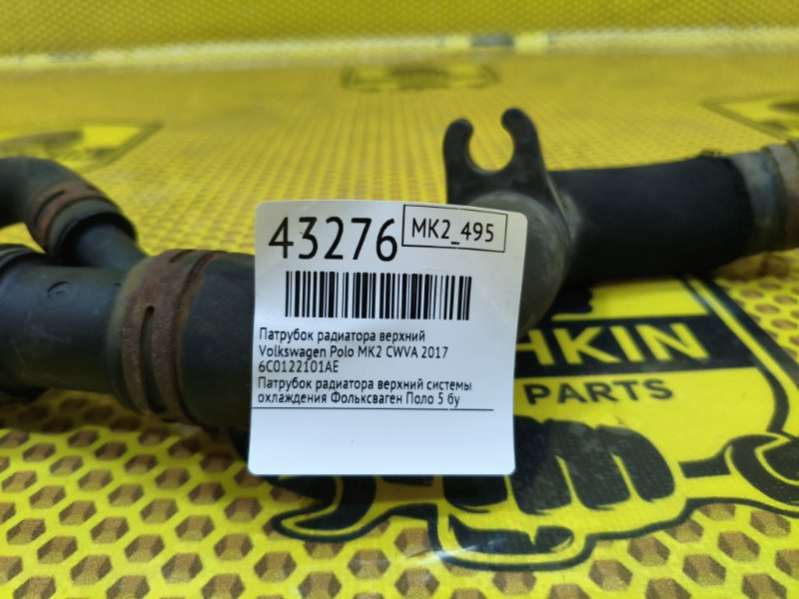 43276
MK2_495
Патрубок радиатора верхний
Volkswagen Polo MK2 CWVA 2017
6C0122101AE
Патрубок радиатора верхний системы
охлаждения Фольксваген Поло 5 бу
HKIN
PARTS